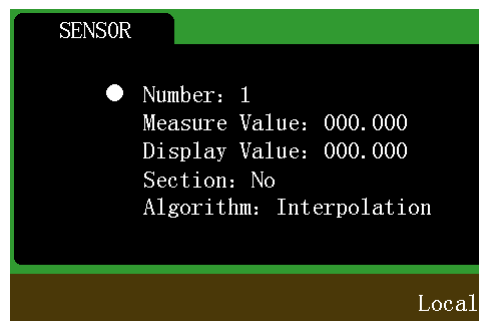 SENSOR
Number: 1
Measure Value: 000.000
Display Value: 000.000
Section: No
Algorithm: Interpolation
Local